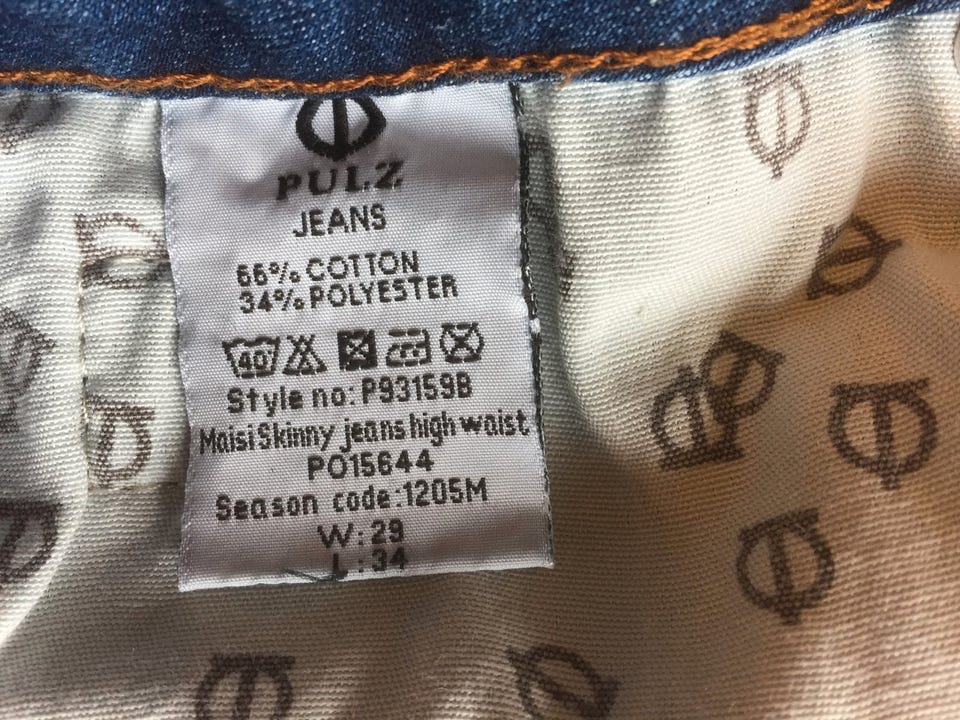 PULZ
JEANS
66% COTTON
34% POLYESTER
40
Style no: P93159B
Maisi Skinny jeans high waist
PO15644
Season code:1205M
W:29
L:34